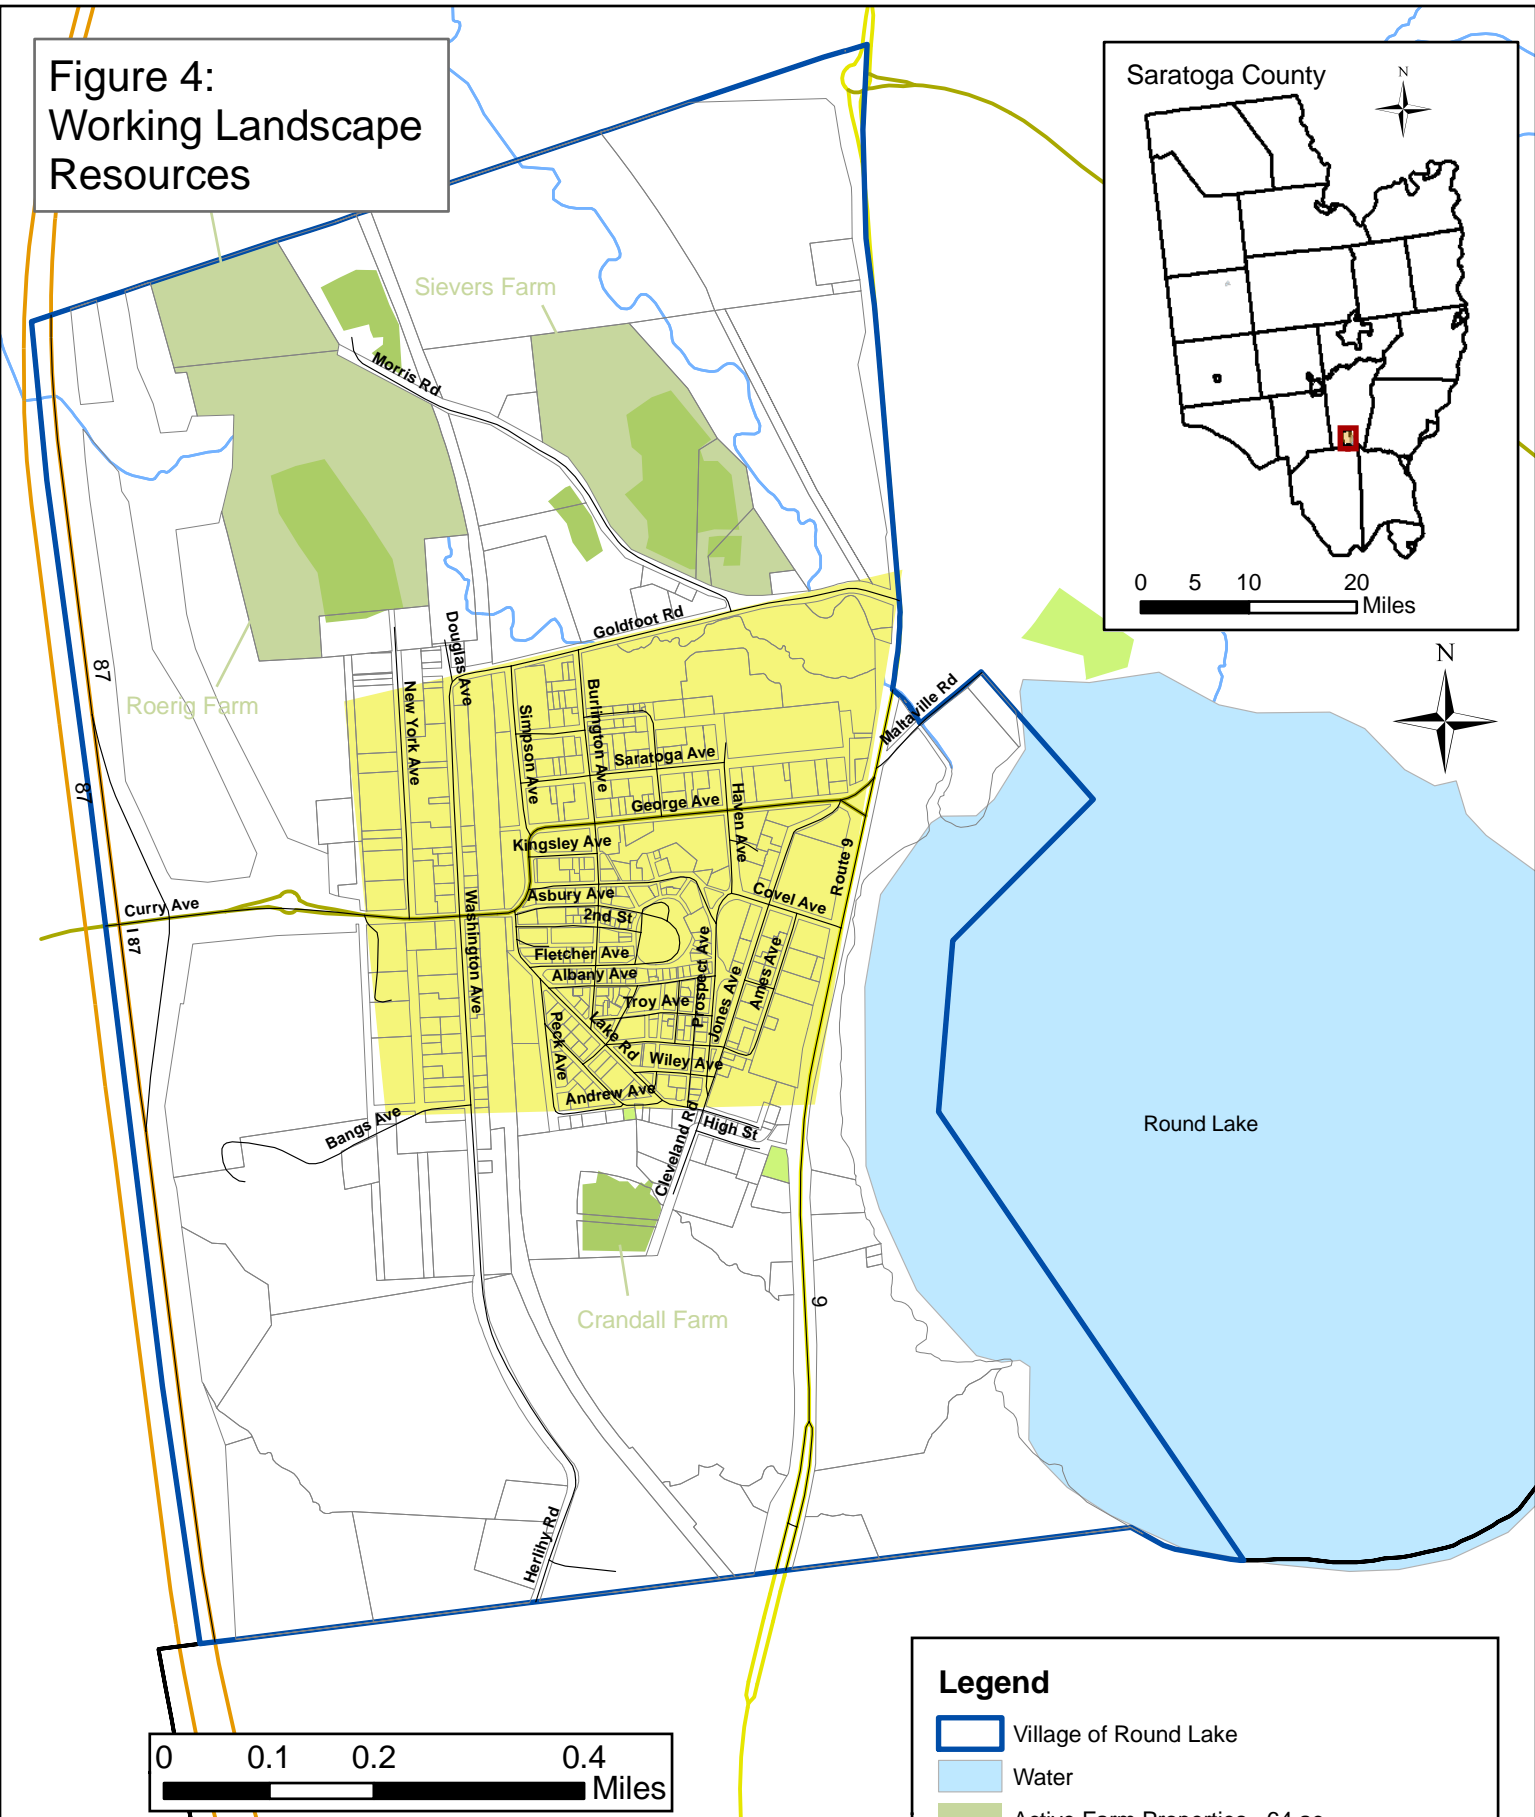 Figure 4:
Working Landscape
Resources
Saratoga County
N
0 5 10 20
Miles
Sievers Farm
Morris Rd
Goldfoot Rd
Douglas Ave
87
Roerig Farm
New York Ave
Simpson Ave
Burlington Ave
Maltaville Rd
N
Saratoga Ave
87
George Ave
Haven Ave
Kingsley Ave
Route 9
Asbury Ave
Covel Ave
Curry Ave
2nd St
I 87
Washington Ave
Fletcher Ave
Prospect Ave
Albany Ave
Ames Ave
Jones Ave
Troy Ave
Peck Ave
Lake Rd
Wiley Ave
Andrew Ave
Bangs Ave
High St
Cleveland Rd
Round Lake
9
Crandall Farm
Herlihy Rd
Legend
Village of Round Lake
Water
0 0.1 0.2 0.4
Miles